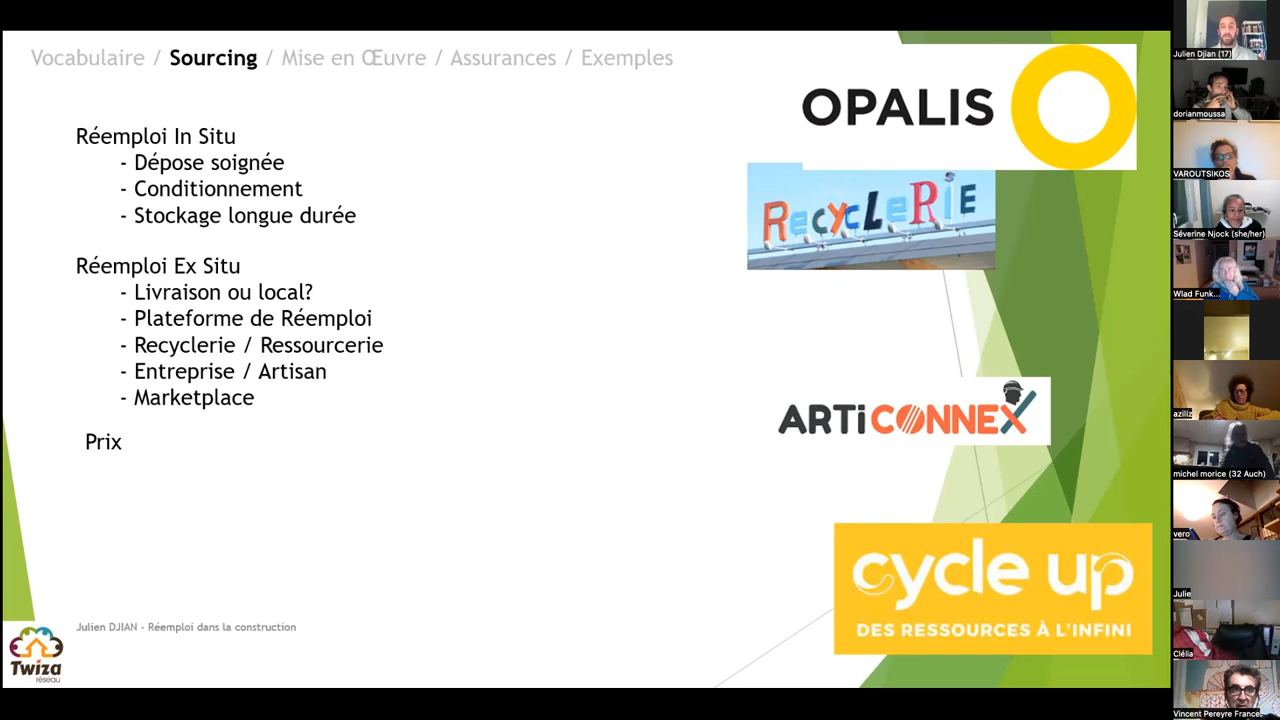 Vocabulaire / Sourcing / Mise en Œuvre / Assurances / Exemples
OPALIS
RecycLeRiE
Réemploi In Situ
- Dépose soignée
- Conditionnement
- Stockage longue durée
Réemploi Ex Situ
- Livraison ou local?
- Plateforme de Réemploi
- Recyclerie / Ressourcerie
- Entreprise / Artisan
- Marketplace
Prix
ARTiCONNEX
cycle up
DES RESSOURCES À L'INFINI
Julien DJIAN - Réemploi dans la construction
Twiza
réseau
Julien Djian (17)
dorianmoussa
VAROUTSIKOS
Séverine Njock (she/her)
Wlad Funk...
aziliz
michel morice (32 Auch)
vero
Julie
Clélia
Vincent Pereyre France...